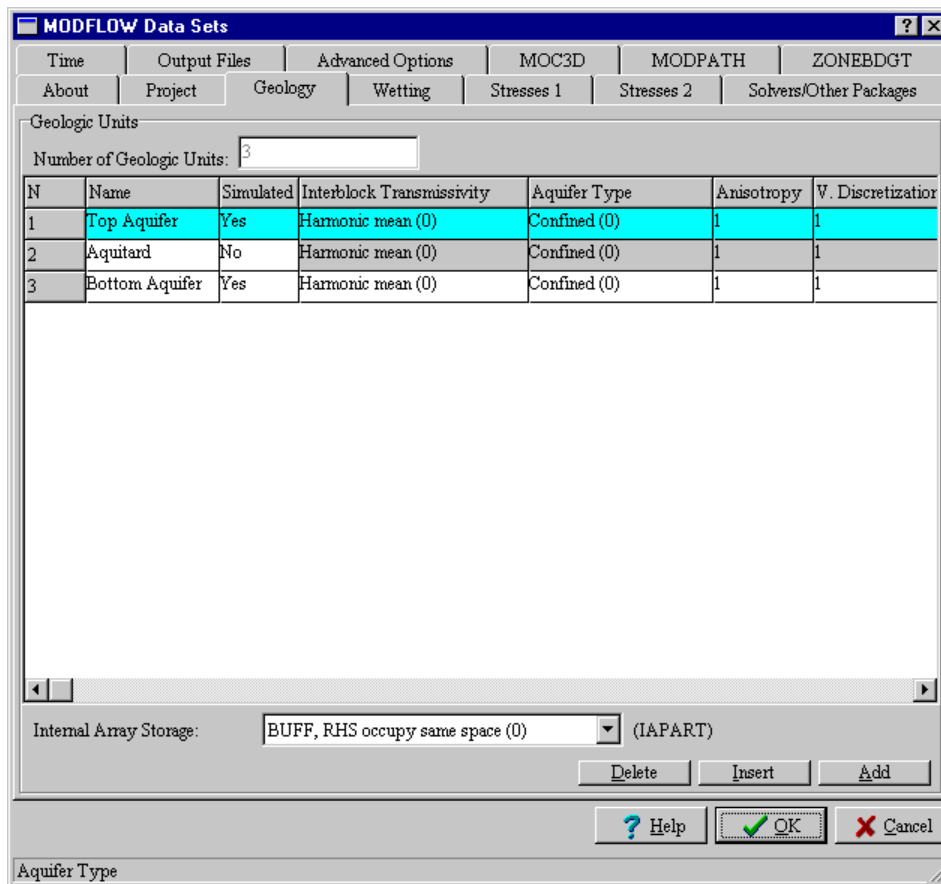 MODFLOW Data Sets
Time Output Files Advanced Options MOC3D MODPATH ZONEBDGT
About Project Geology Wetting Stresses 1 Stresses 2 Solvers/Other Packages
Geologic Units
Number of Geologic Units: 3
N Name Simulated Interblock Transmissivity Aquifer Type Anisotropy V. Discretization
1 Top Aquifer Yes Harmonic mean (0) Confined (0) 1 1
2 Aquitard No Harmonic mean (0) Confined (0) 1 1
3 Bottom Aquifer Yes Harmonic mean (0) Confined (0) 1 1
Internal Array Storage: BUFF, RHS occupy same space (0) (IAPART)
Delete Insert Add
? Help OK Cancel
Aquifer Type